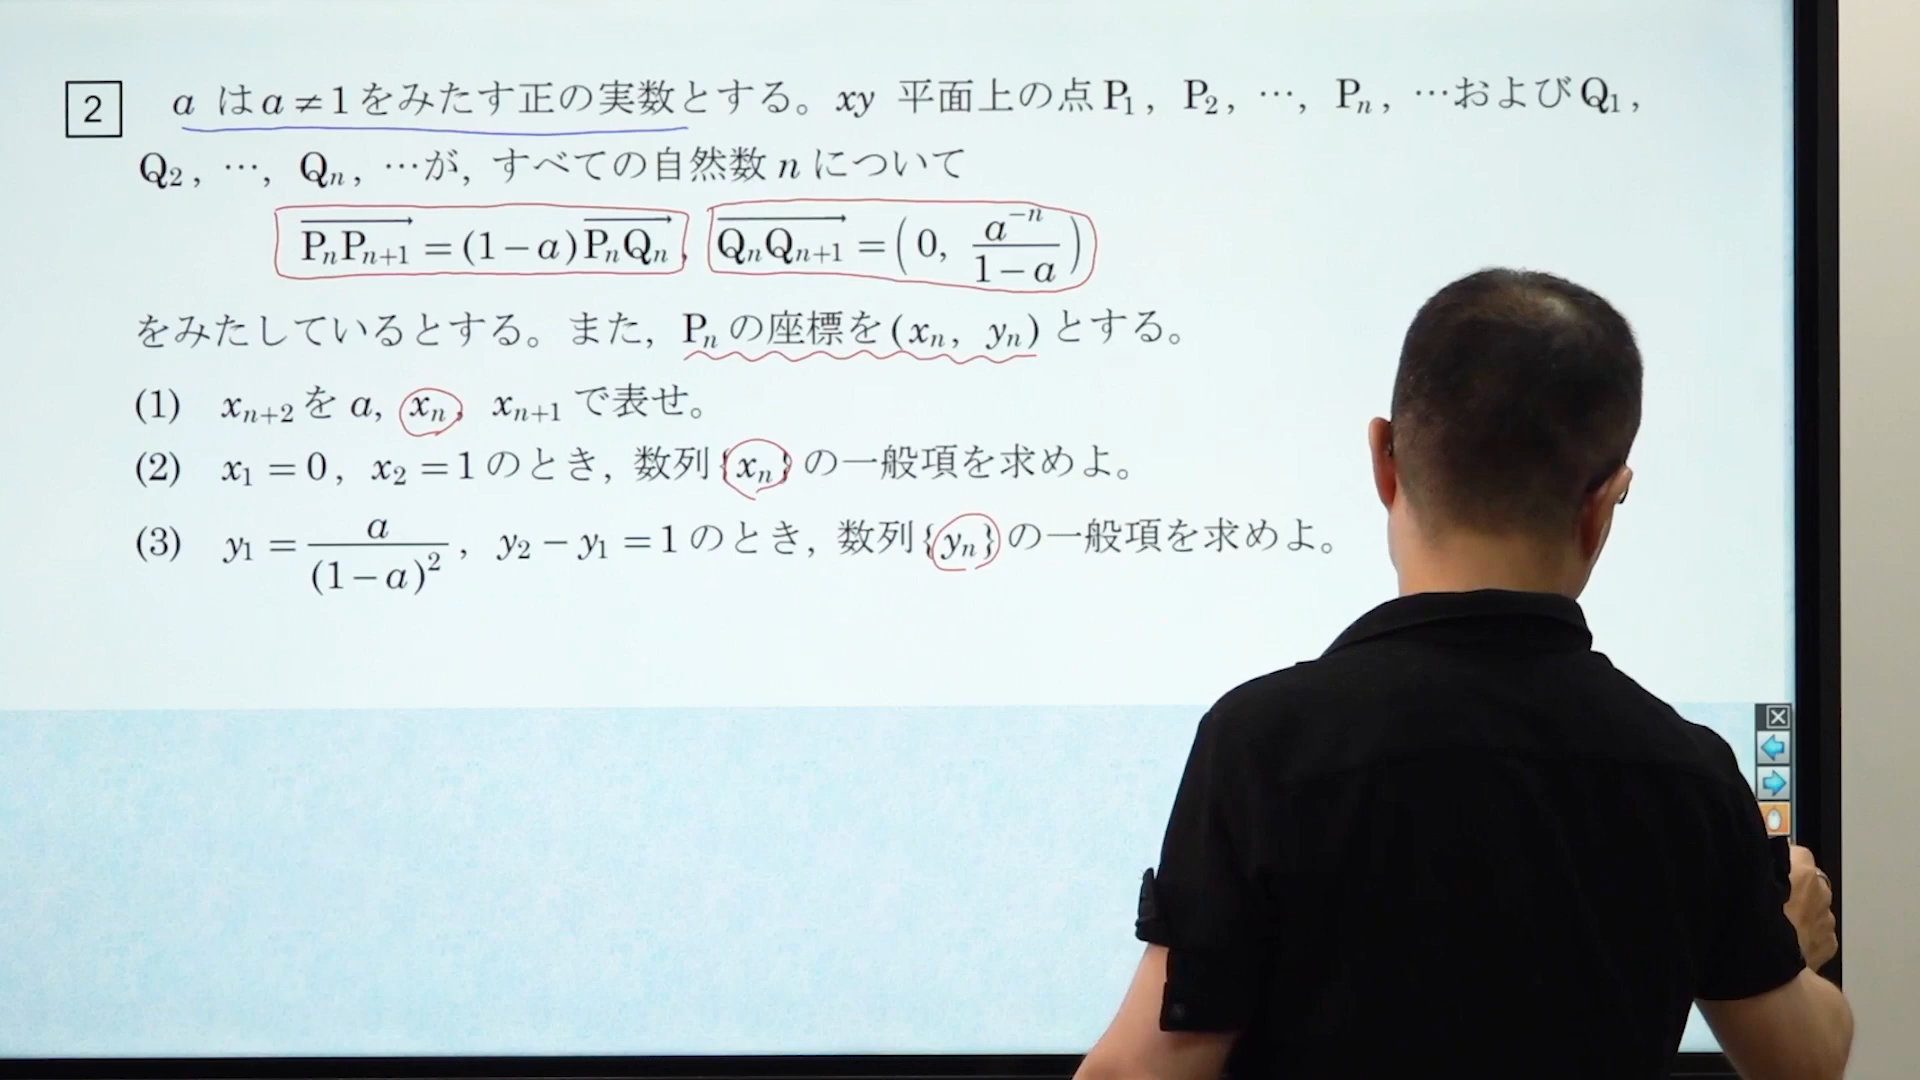 2 a は a ≠ 1 をみたす正の実数とする。xy 平面上の点 P₁, P₂, …, Pₙ, … および Q₁,
Q₂, …, Qₙ, … が, すべての自然数 n について
\overrightarrow{PₙPₙ₊₁} = (1−a)\overrightarrow{PₙQₙ}, \overrightarrow{QₙQₙ₊₁} = (0, \frac{a^{-n}}{1−a})
をみたしているとする。また, Pₙ の座標を (xₙ, yₙ) とする。
(1) xₙ₊₂ を a, xₙ, xₙ₊₁ で表せ。
(2) x₁ = 0, x₂ = 1 のとき, 数列 {xₙ} の一般項を求めよ。
(3) y₁ = \frac{a}{(1−a)^2}, y₂ − y₁ = 1 のとき, 数列 {yₙ} の一般項を求めよ。